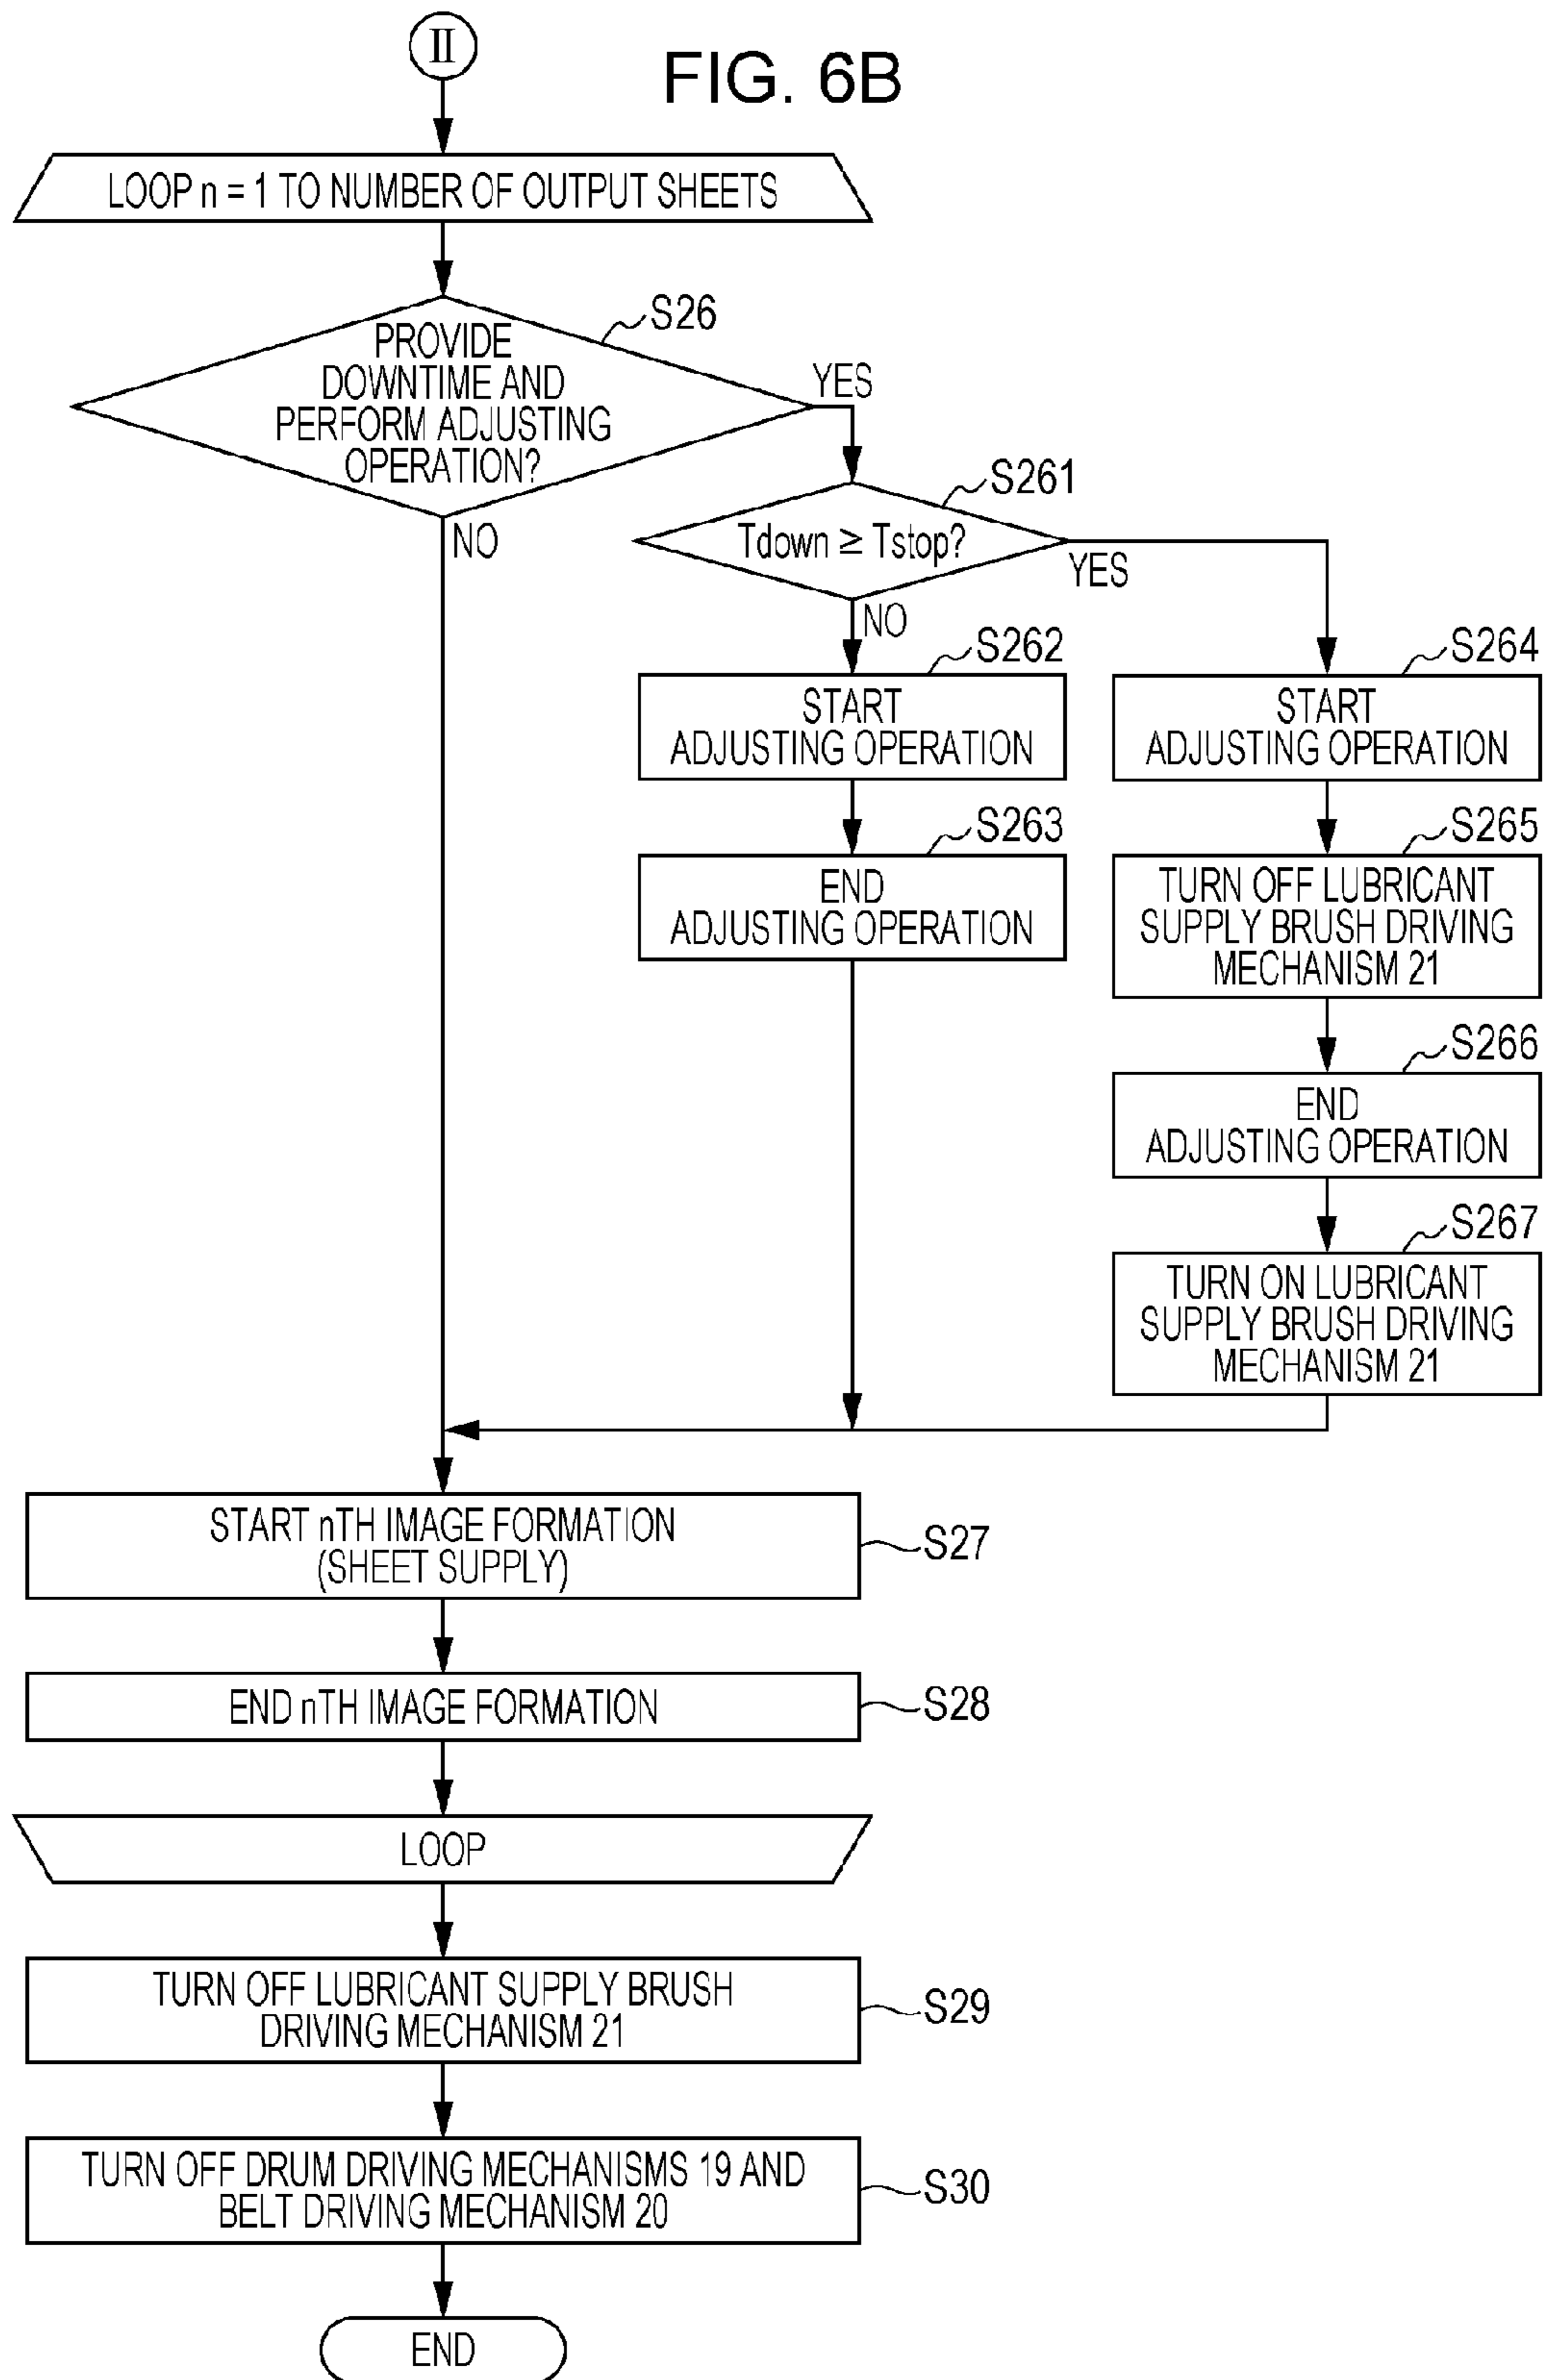 II
FIG. 6B
LOOP n = 1 TO NUMBER OF OUTPUT SHEETS
S26
PROVIDE
DOWNTIME AND
PERFORM ADJUSTING
OPERATION?
YES
NO
S261
Tdown ≥ Tstop?
YES
NO
S262
START
ADJUSTING OPERATION
S263
END
ADJUSTING OPERATION
S264
START
ADJUSTING OPERATION
S265
TURN OFF LUBRICANT
SUPPLY BRUSH DRIVING
MECHANISM 21
S266
END
ADJUSTING OPERATION
S267
TURN ON LUBRICANT
SUPPLY BRUSH DRIVING
MECHANISM 21
START nTH IMAGE FORMATION
(SHEET SUPPLY)
S27
END nTH IMAGE FORMATION
S28
LOOP
TURN OFF LUBRICANT SUPPLY BRUSH
DRIVING MECHANISM 21
S29
TURN OFF DRUM DRIVING MECHANISMS 19 AND
BELT DRIVING MECHANISM 20
S30
END